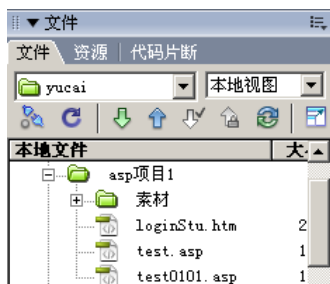 ▼文件
文件 资源 代码片断
yucai 本地视图
本地文件 大
asp项目1
素材
loginStu.htm 2
test.asp 1
test0101.asp 1